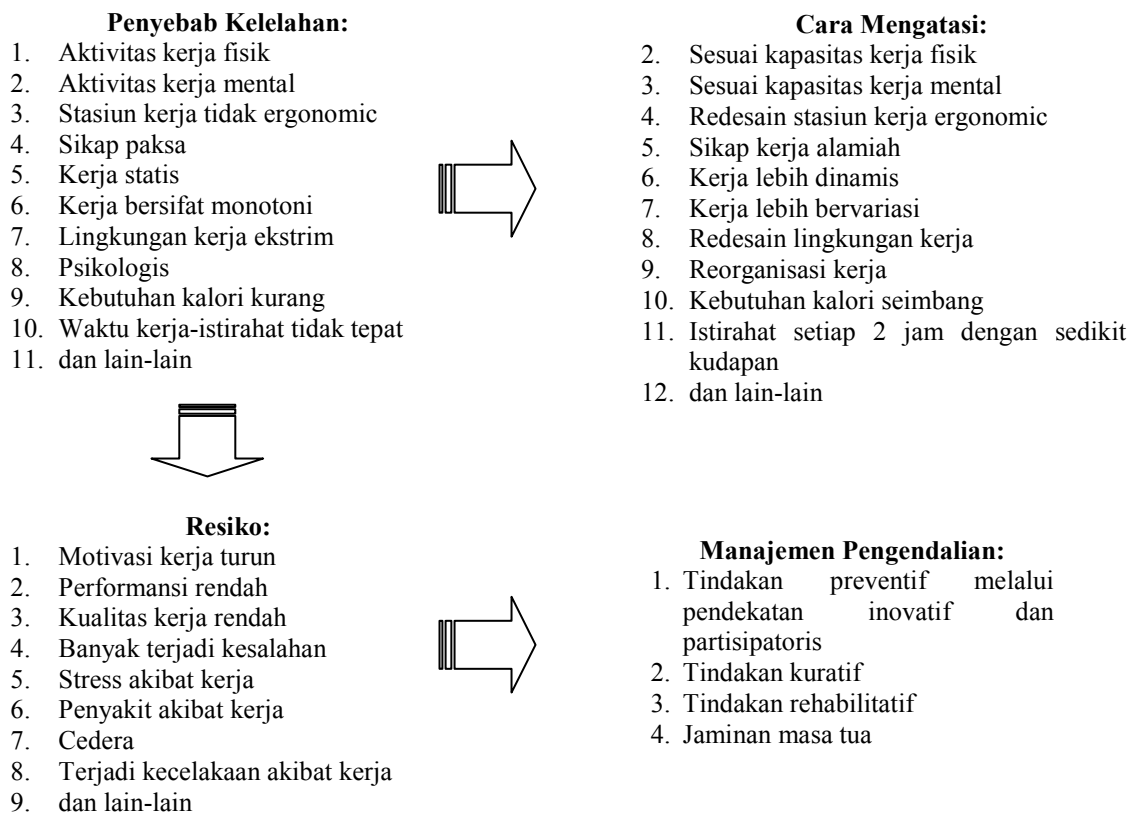 Penyebab Kelelahan:
1. Aktivitas kerja fisik
2. Aktivitas kerja mental
3. Stasiun kerja tidak ergonomic
4. Sikap paksa
5. Kerja statis
6. Kerja bersifat monotoni
7. Lingkungan kerja ekstrim
8. Psikologis
9. Kebutuhan kalori kurang
10. Waktu kerja-istirahat tidak tepat
11. dan lain-lain
Cara Mengatasi:
2. Sesuai kapasitas kerja fisik
3. Sesuai kapasitas kerja mental
4. Redesain stasiun kerja ergonomic
5. Sikap kerja alamiah
6. Kerja lebih dinamis
7. Kerja lebih bervariasi
8. Redesain lingkungan kerja
9. Reorganisasi kerja
10. Kebutuhan kalori seimbang
11. Istirahat setiap 2 jam dengan sedikit
kudapan
12. dan lain-lain
Resiko:
1. Motivasi kerja turun
2. Performansi rendah
3. Kualitas kerja rendah
4. Banyak terjadi kesalahan
5. Stress akibat kerja
6. Penyakit akibat kerja
7. Cedera
8. Terjadi kecelakaan akibat kerja
9. dan lain-lain
Manajemen Pengendalian:
1. Tindakan preventif melalui
pendekatan inovatif dan
partisipatoris
2. Tindakan kuratif
3. Tindakan rehabilitatif
4. Jaminan masa tua